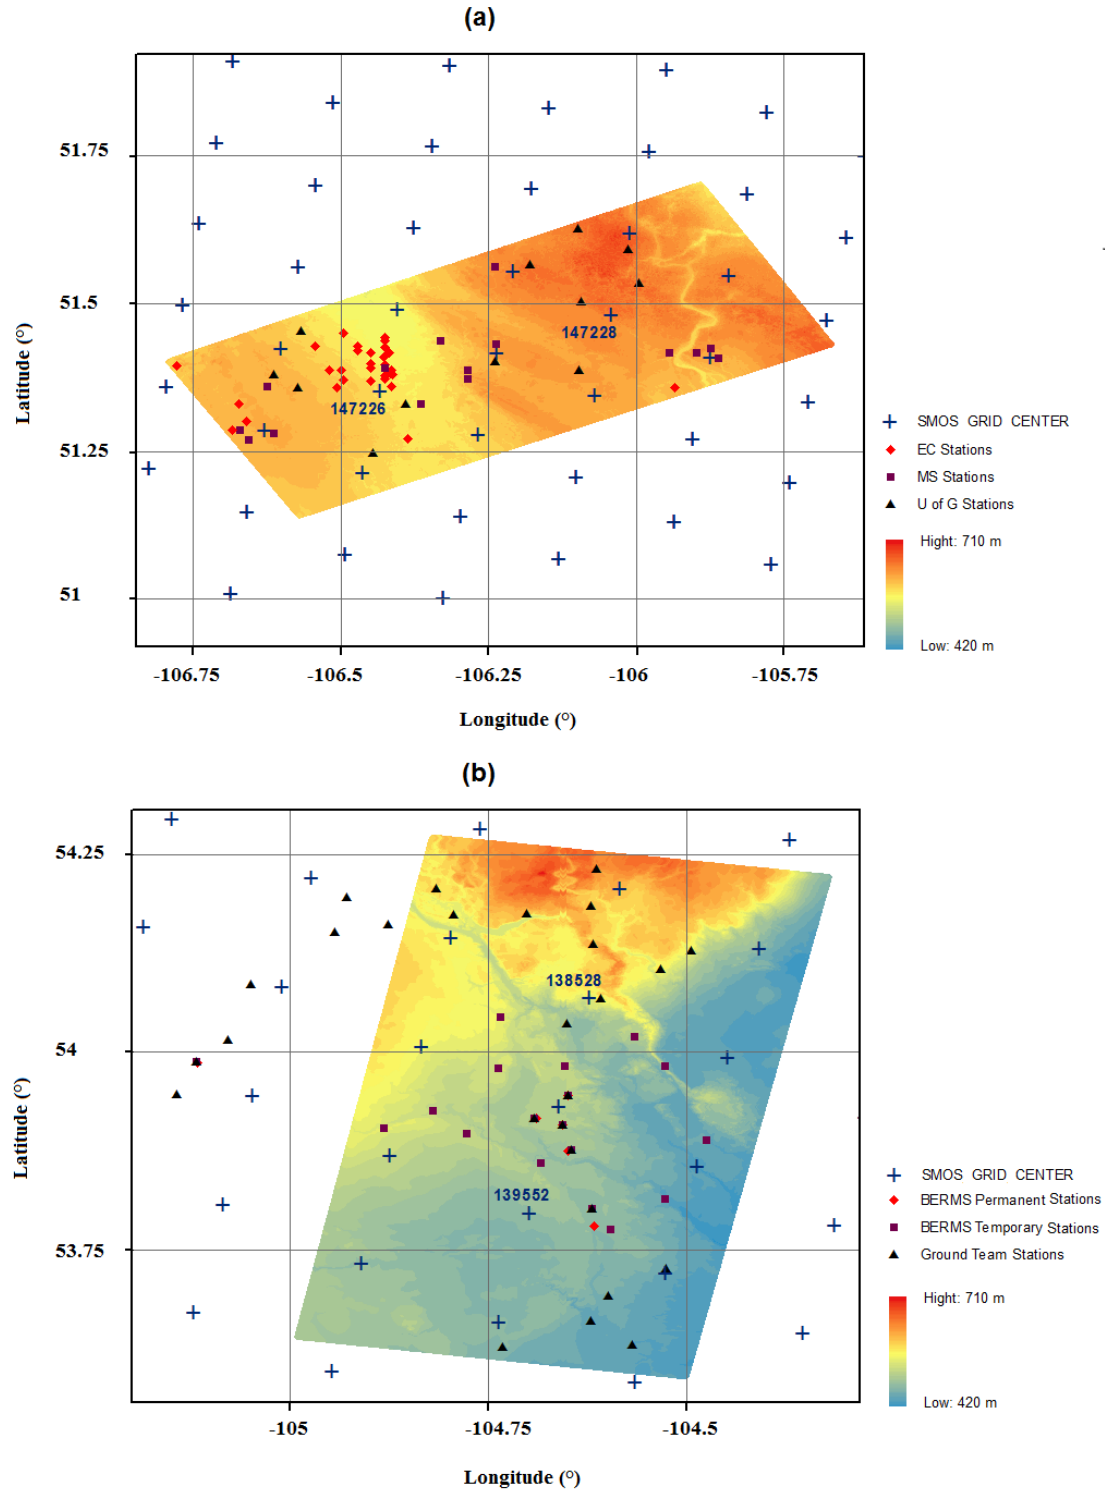 (a)
51.75
51.5
51.25
51
147228
147226
-106.75
-106.5
-106.25
-106
-105.75
Latitude (°)
Longitude (°)
SMOS GRID CENTER
EC Stations
MS Stations
U of G Stations
Hight: 710 m
Low: 420 m
(b)
54.25
54
53.75
138528
139552
-105
-104.75
-104.5
Latitude (°)
Longitude (°)
SMOS GRID CENTER
BERMS Permanent Stations
BERMS Temporary Stations
Ground Team Stations
Hight: 710 m
Low: 420 m